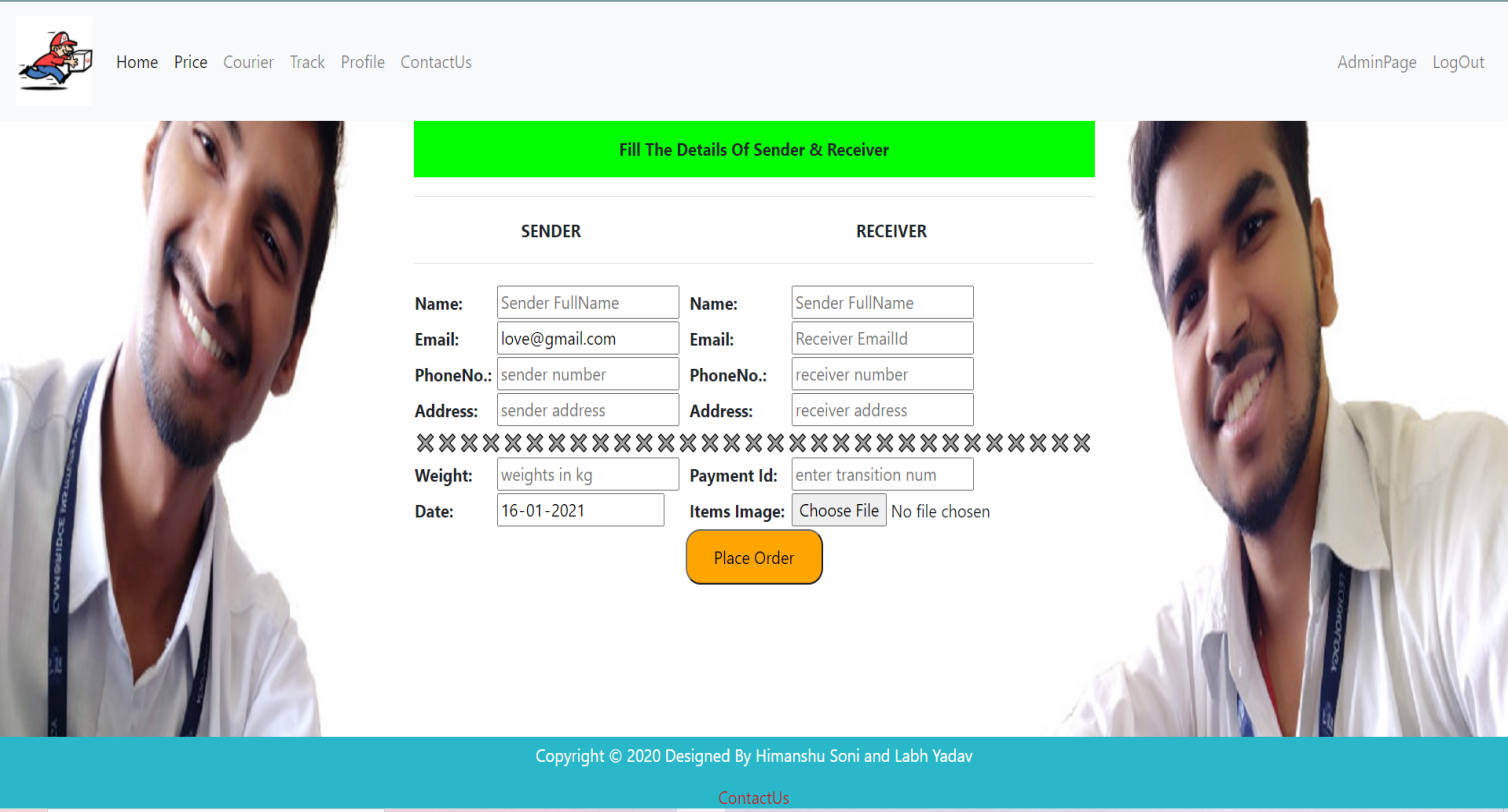 Home Price Courier Track Profile ContactUs AdminPage LogOut
Fill The Details Of Sender & Receiver
SENDER RECEIVER
Name: Sender FullName Name: Sender FullName
Email: love@gmail.com Email: Receiver EmailId
PhoneNo.: sender number PhoneNo.: receiver number
Address: sender address Address: receiver address
Weight: weights in kg Payment Id: enter transition num
Date: 16-01-2021 Items Image: Choose File No file chosen
Place Order
Copyright © 2020 Designed By Himanshu Soni and Labh Yadav
ContactUs